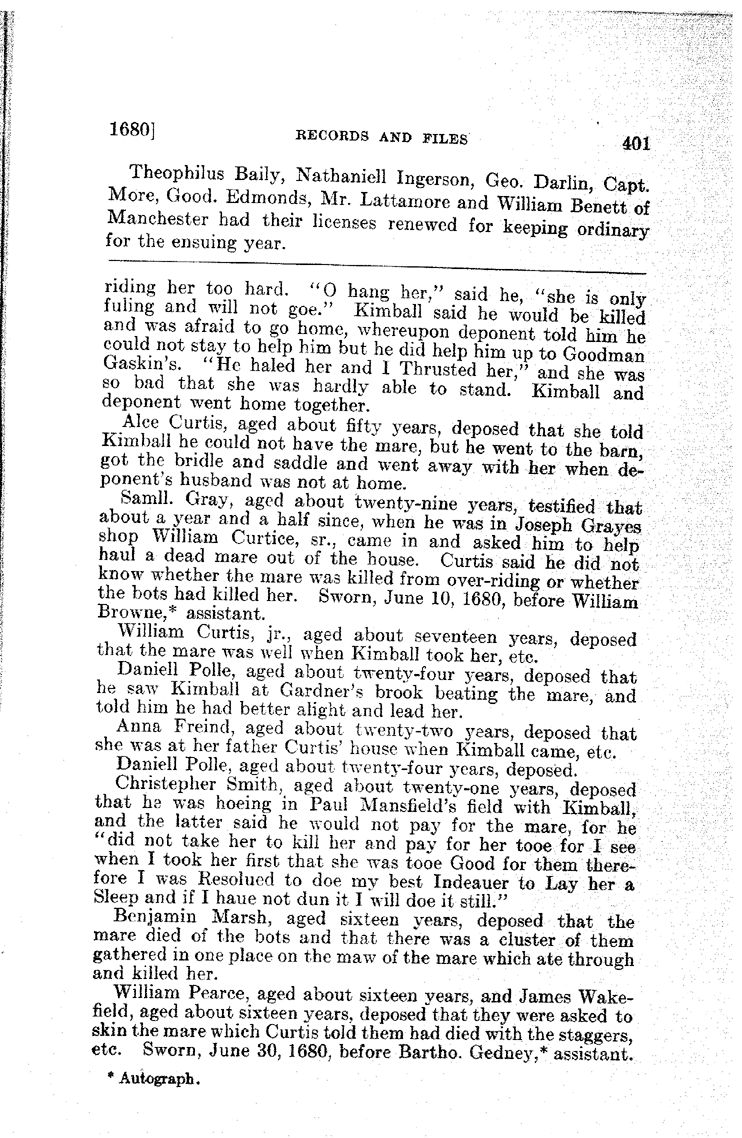 1680] RECORDS AND FILES 401
Theophilus Baily, Nathaniell Ingerson, Geo. Darlin, Capt.
More, Good. Edmonds, Mr. Lattamore and William Benett of
Manchester had their licenses renewed for keeping ordinary
for the ensuing year.
riding her too hard. "O hang her," said he, "she is only
fuling and will not goe." Kimball said he would be killed
and was afraid to go home, whereupon deponent told him he
could not stay to help him but he did help him up to Goodman
Gaskin's. "He haled her and I Thrusted her," and she was
so bad that she was hardly able to stand. Kimball and
deponent went home together.
Alce Curtis, aged about fifty years, deposed that she told
Kimball he could not have the mare, but he went to the barn,
got the bridle and saddle and went away with her when de-
ponent's husband was not at home.
Samll. Gray, aged about twenty-nine years, testified that
about a year and a half since, when he was in Joseph Grayes
shop William Curtice, sr., came in and asked him to help
haul a dead mare out of the house. Curtis said he did not
know whether the mare was killed from over-riding or whether
the bots had killed her. Sworn, June 10, 1680, before William
Browne,* assistant.
William Curtis, jr., aged about seventeen years, deposed
that the mare was well when Kimball took her, etc.
Daniell Polle, aged about twenty-four years, deposed that
he saw Kimball at Gardner's brook beating the mare, and
told him he had better alight and lead her.
Anna Freind, aged about twenty-two years, deposed that
she was at her father Curtis' house when Kimball came, etc.
Daniell Polle, aged about twenty-four years, deposed.
Christepher Smith, aged about twenty-one years, deposed
that he was hoeing in Paul Mansfield's field with Kimball,
and the latter said he would not pay for the mare, for he
"did not take her to kill her and pay for her tooe for I see
when I took her first that she was tooe Good for them there-
fore I was Resolued to doe my best Indeauer to Lay her a
Sleep and if I haue not dun it I will doe it still."
Benjamin Marsh, aged sixteen years, deposed that the
mare died of the bots and that there was a cluster of them
gathered in one place on the maw of the mare which ate through
and killed her.
William Pearce, aged about sixteen years, and James Wake-
field, aged about sixteen years, deposed that they were asked to
skin the mare which Curtis told them had died with the staggers,
etc. Sworn, June 30, 1680, before Bartho. Gedney,* assistant.
* Autograph.